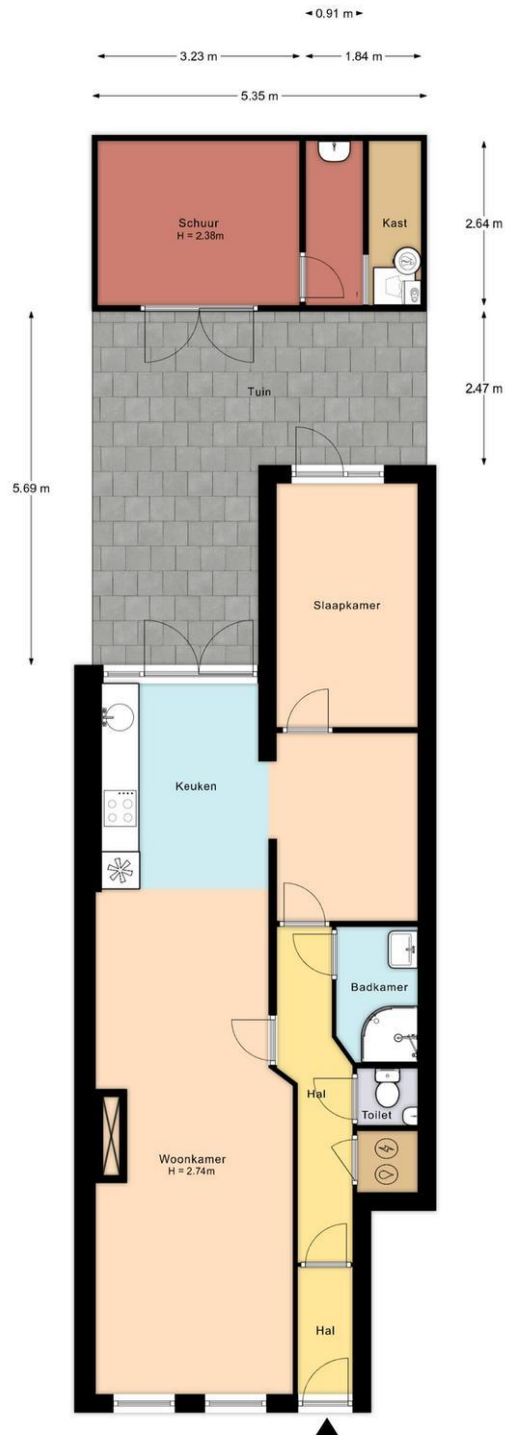 0.91 m
3.23 m
1.84 m
5.35 m
Schuur
H = 2.38m
Kast
2.64 m
Tuin
2.47 m
5.69 m
Slaapkamer
Keuken
Badkamer
Hal
Toilet
Woonkamer
H = 2.74m
Hal